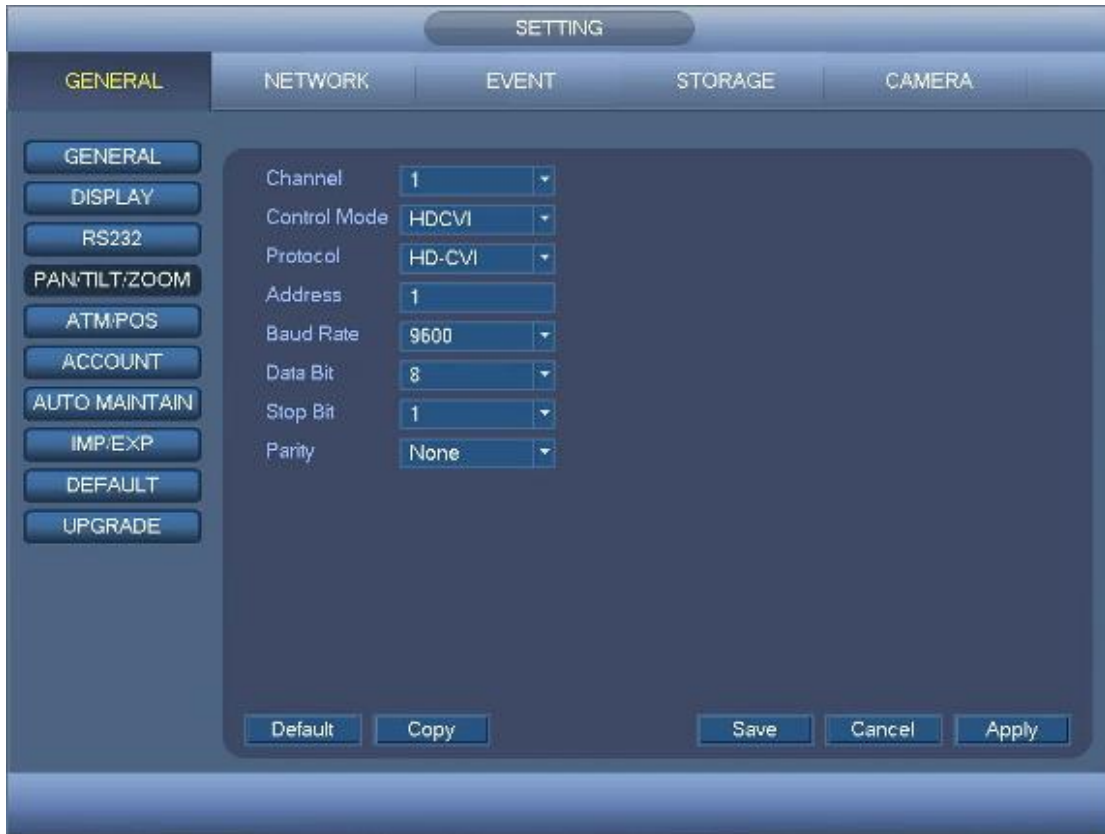 SETTING
GENERAL NETWORK EVENT STORAGE CAMERA
GENERAL
DISPLAY
RS232
PAN/TILT/ZOOM
ATM/POS
ACCOUNT
AUTO MAINTAIN
IMP/EXP
DEFAULT
UPGRADE
Channel 1
Control Mode HDCVI
Protocol HD-CVI
Address 1
Baud Rate 9600
Data Bit 8
Stop Bit 1
Parity None
Default Copy Save Cancel Apply